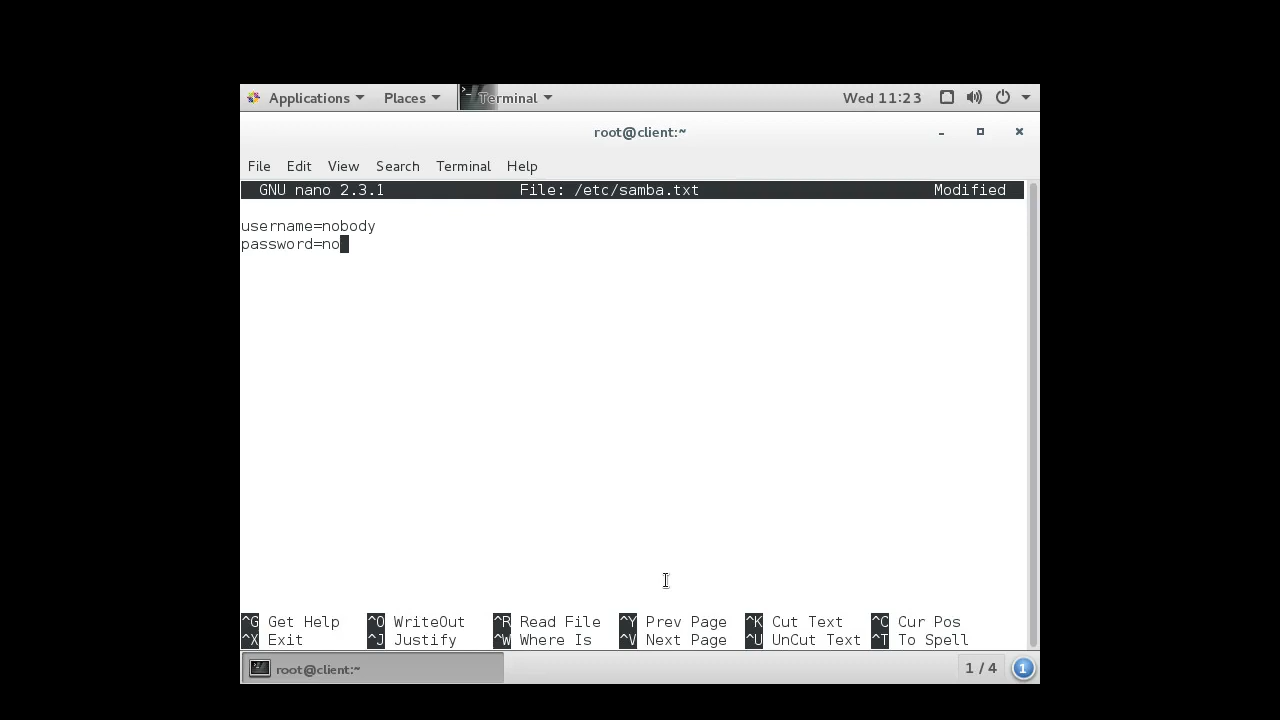 Applications Places Terminal Wed 11:23
root@client:~
File Edit View Search Terminal Help
GNU nano 2.3.1 File: /etc/samba.txt Modified
username=nobody
password=no
^G Get Help ^O WriteOut ^R Read File ^Y Prev Page ^K Cut Text ^C Cur Pos
^X Exit ^J Justify ^W Where Is ^V Next Page ^U UnCut Text ^T To Spell
root@client:~ 1 / 4 1